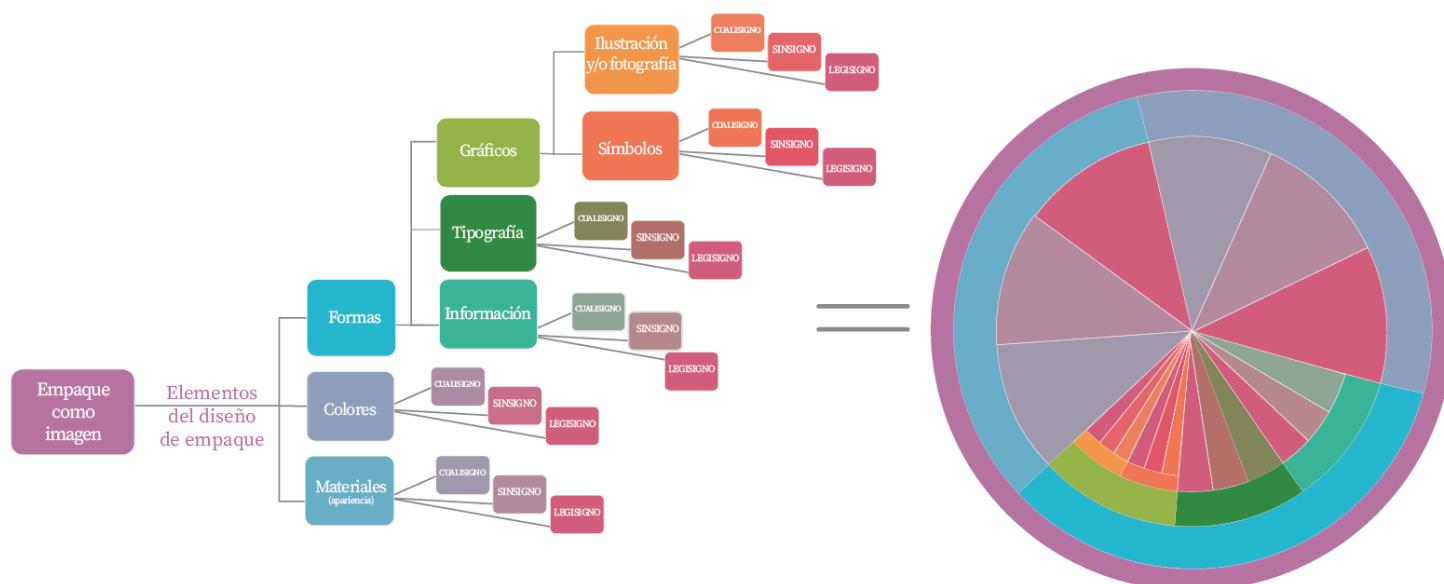 Ilustración
y/o fotografía
CUALISIGNO
SINSIGNO
LEGISIGNO
Gráficos
Símbolos
CUALISIGNO
SINSIGNO
LEGISIGNO
Tipografía
CUALISIGNO
SINSIGNO
LEGISIGNO
Formas
Información
CUALISIGNO
SINSIGNO
LEGISIGNO
Empaque
como
imagen
Elementos
del diseño
de empaque
Colores
CUALISIGNO
SINSIGNO
LEGISIGNO
Materiales
(apariencia)
CUALISIGNO
SINSIGNO
LEGISIGNO